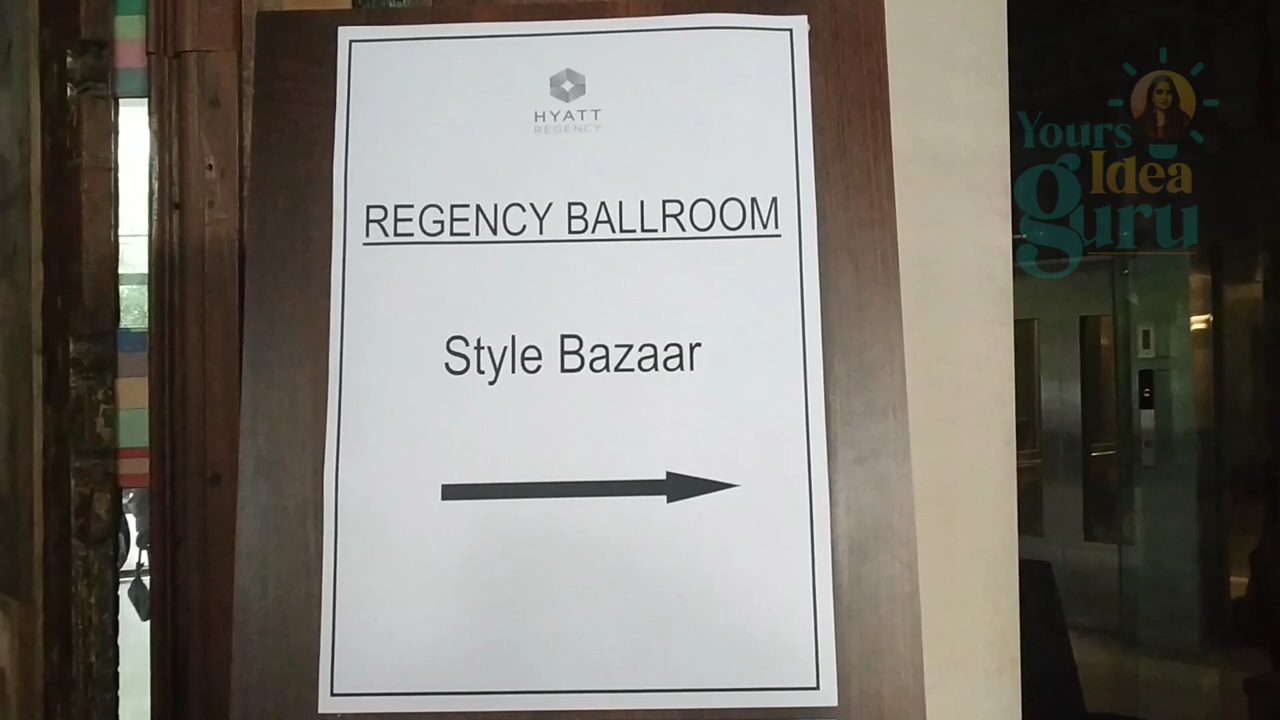 HYATT
REGENCY
REGENCY BALLROOM
Style Bazaar
Yours
Idea
guru